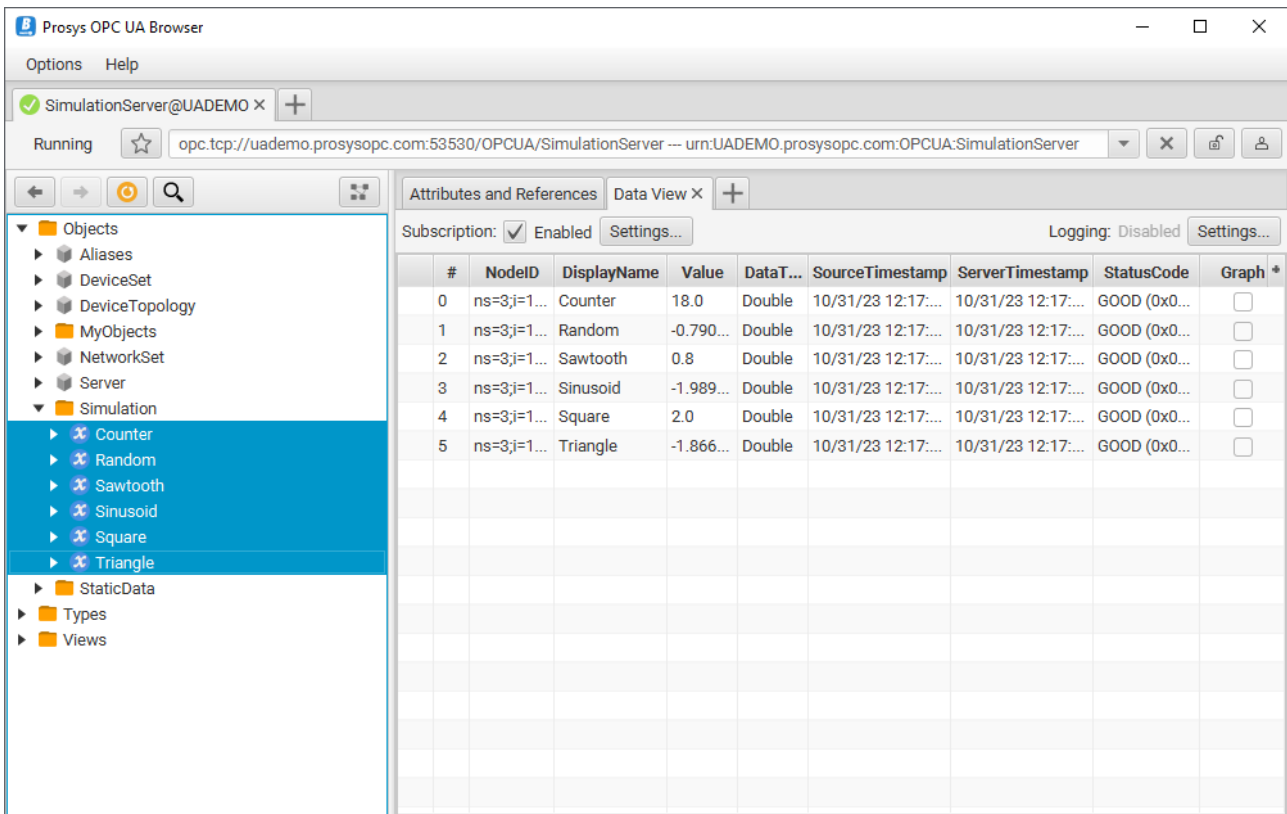 Prosys OPC UA Browser
Options Help
SimulationServer@UADEMO
Running opc.tcp://uademo.prosysopc.com:53530/OPCUA/SimulationServer --- urn:UADEMO.prosysopc.com:OPCUA:SimulationServer
Attributes and References Data View
Subscription: Enabled Settings... Logging: Disabled Settings...
Objects
Aliases
DeviceSet
DeviceTopology
MyObjects
NetworkSet
Server
Simulation
Counter
Random
Sawtooth
Sinusoid
Square
Triangle
StaticData
Types
Views
# NodeID DisplayName Value DataT... SourceTimestamp ServerTimestamp StatusCode Graph
0 ns=3;i=1... Counter 18.0 Double 10/31/23 12:17:... 10/31/23 12:17:... GOOD (0x0...
1 ns=3;i=1... Random -0.790... Double 10/31/23 12:17:... 10/31/23 12:17:... GOOD (0x0...
2 ns=3;i=1... Sawtooth 0.8 Double 10/31/23 12:17:... 10/31/23 12:17:... GOOD (0x0...
3 ns=3;i=1... Sinusoid -1.989... Double 10/31/23 12:17:... 10/31/23 12:17:... GOOD (0x0...
4 ns=3;i=1... Square 2.0 Double 10/31/23 12:17:... 10/31/23 12:17:... GOOD (0x0...
5 ns=3;i=1... Triangle -1.866... Double 10/31/23 12:17:... 10/31/23 12:17:... GOOD (0x0...